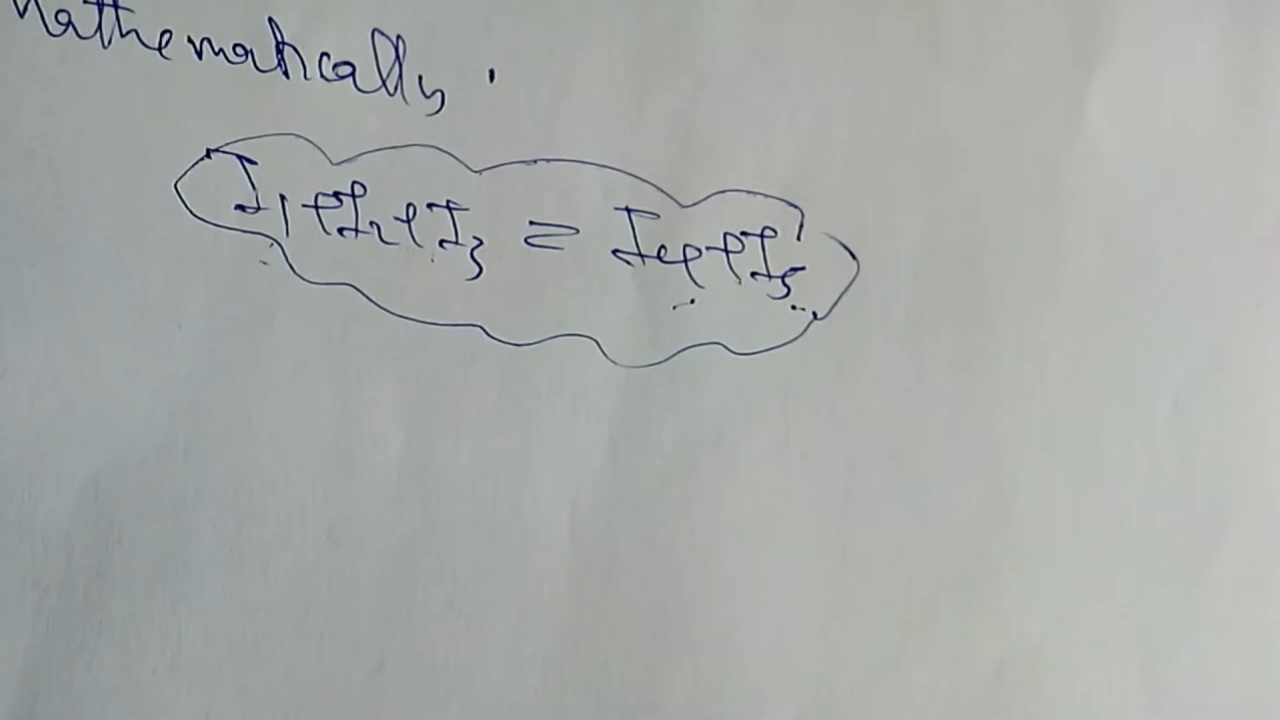 Mathematically.
I₁+I₂+I₃ = I₄+I₅